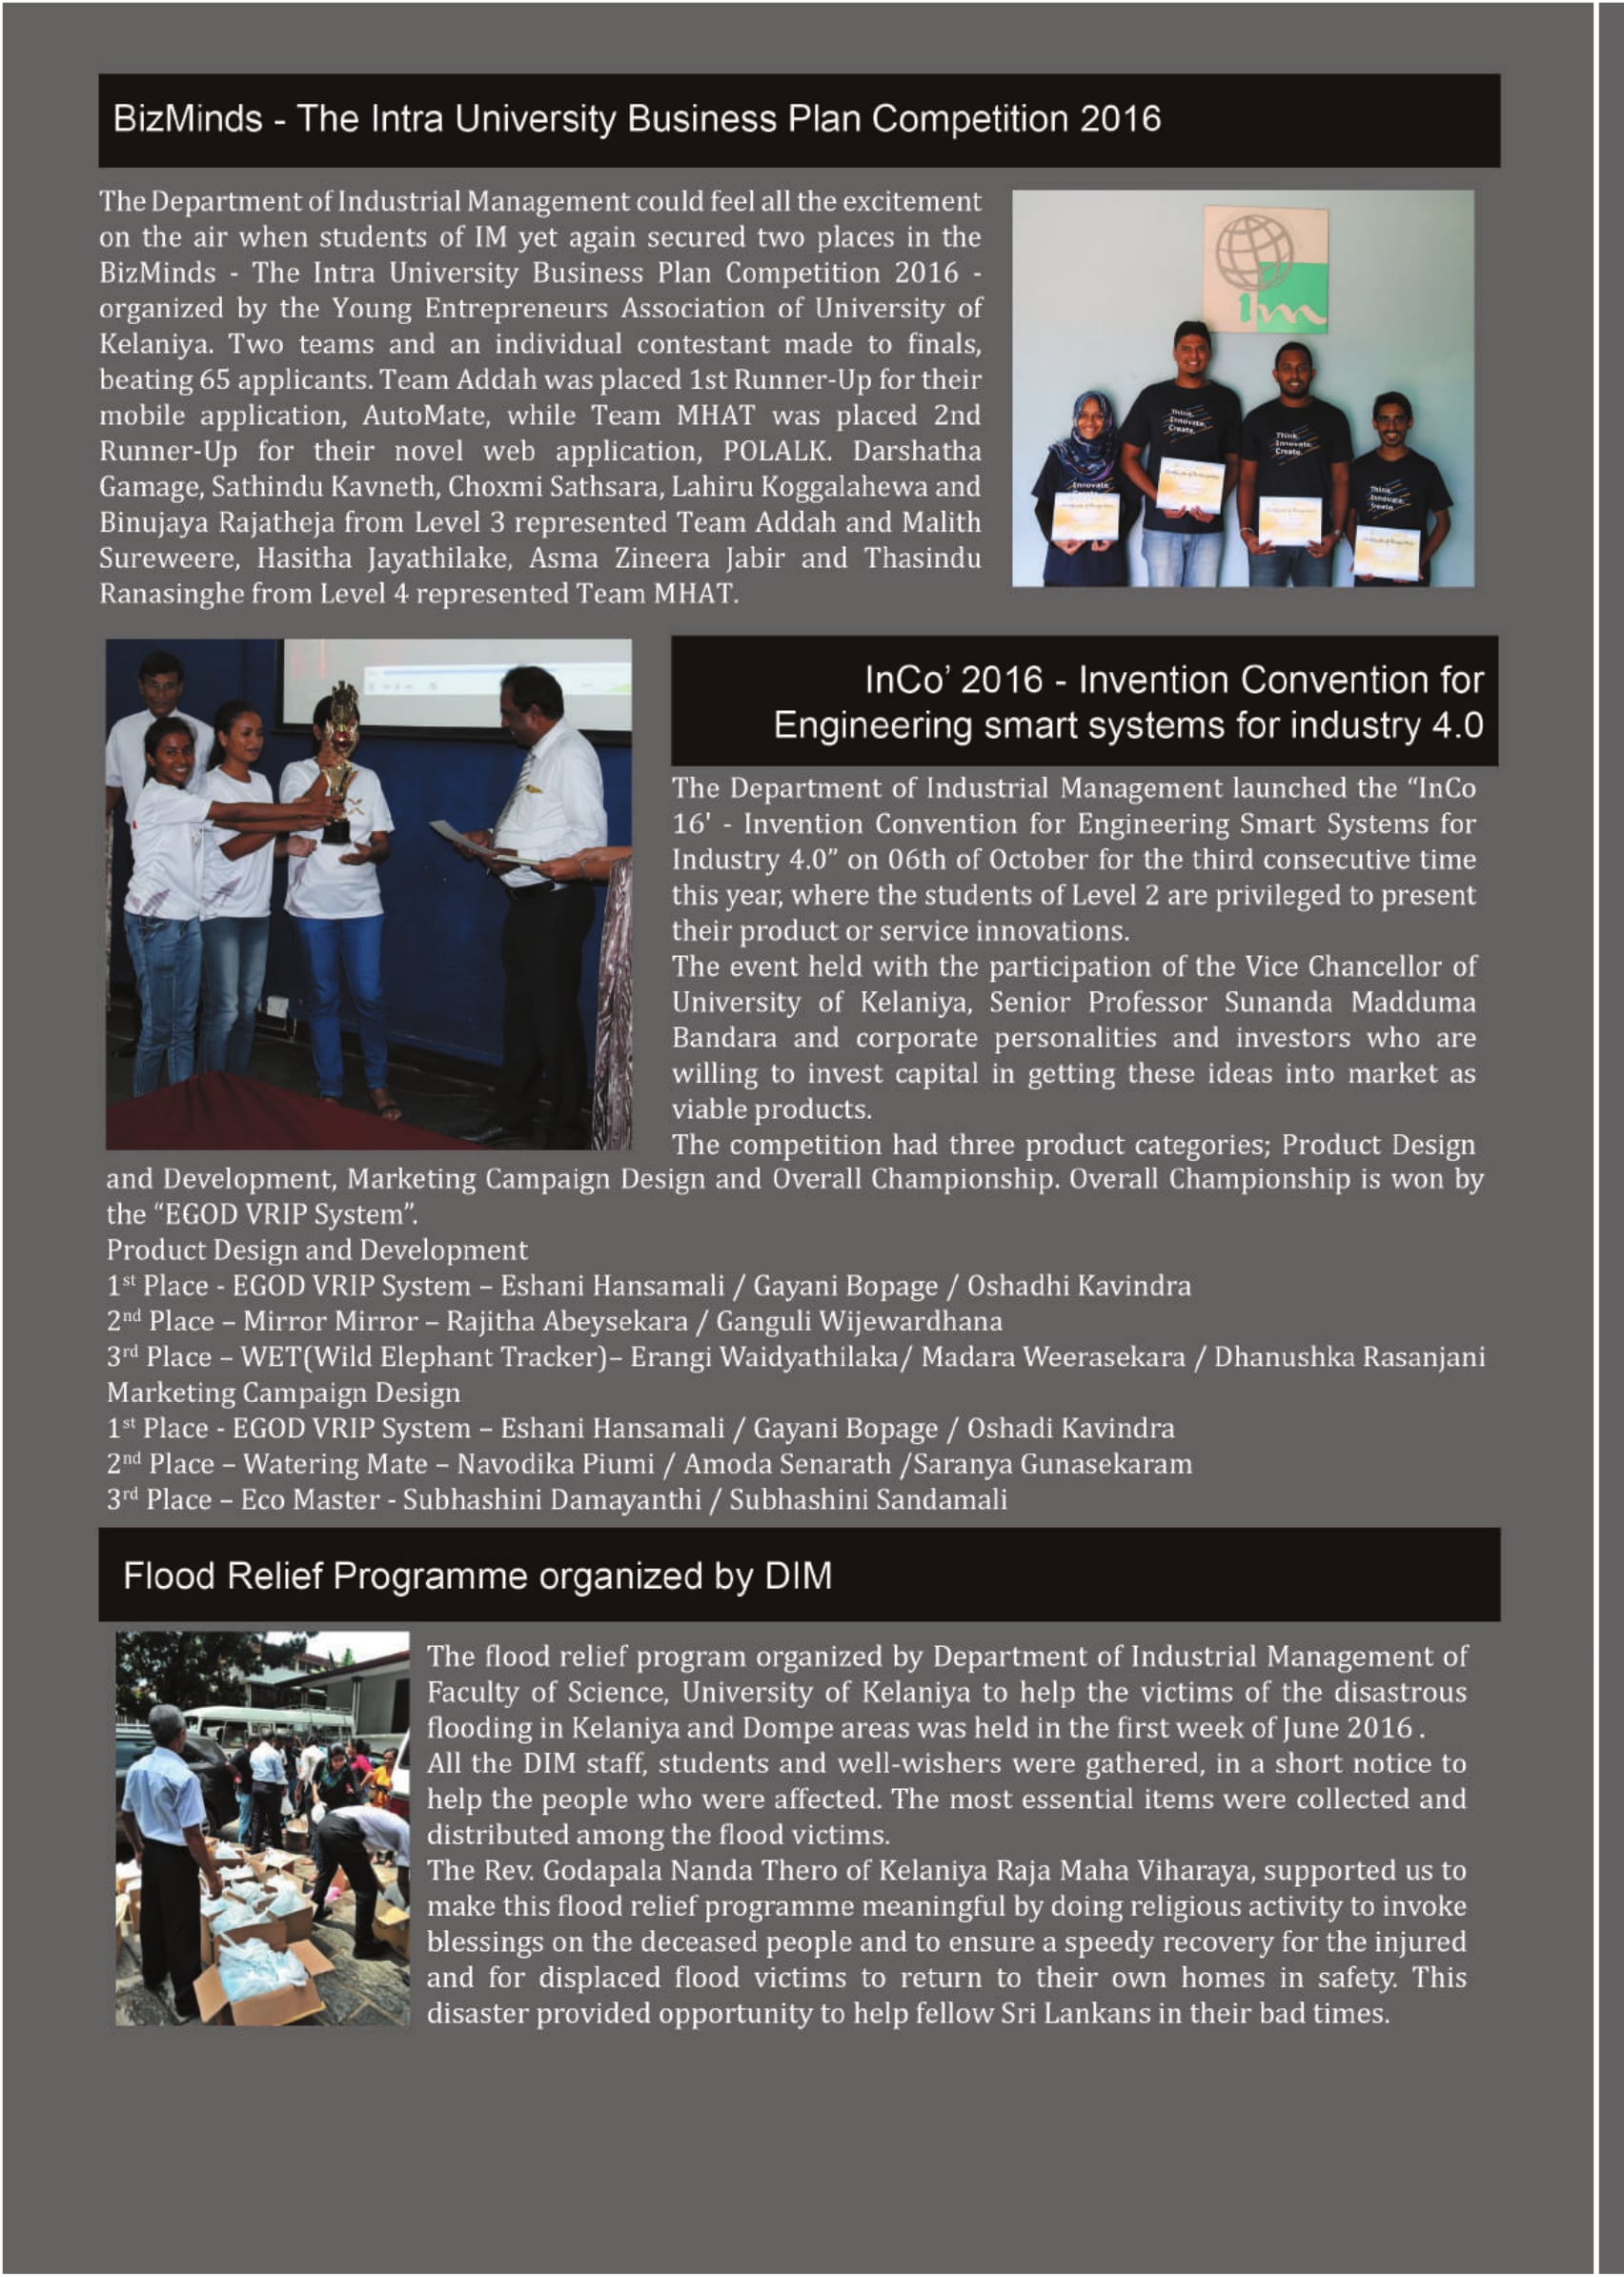 BizMinds - The Intra University Business Plan Competition 2016
The Department of Industrial Management could feel all the excitement
on the air when students of IM yet again secured two places in the
BizMinds - The Intra University Business Plan Competition 2016 -
organized by the Young Entrepreneurs Association of University of
Kelaniya. Two teams and an individual contestant made to finals,
beating 65 applicants. Team Addah was placed 1st Runner-Up for their
mobile application, AutoMate, while Team MHAT was placed 2nd
Runner-Up for their novel web application, POLALK. Darshatha
Gamage, Sathindu Kavneth, Choxmi Sathsara, Lahiru Koggalahewa and
Binujaya Rajatheja from Level 3 represented Team Addah and Malith
Sureweere, Hasitha Jayathilake, Asma Zineera Jabir and Thasindu
Ranasinghe from Level 4 represented Team MHAT.
Im
Think.
Innovate.
Create.
Think.
Innovate.
Create.
Innovate.
Think.
Innovate.
Create.
InCo’ 2016 - Invention Convention for
Engineering smart systems for industry 4.0
The Department of Industrial Management launched the “InCo
16' - Invention Convention for Engineering Smart Systems for
Industry 4.0” on 06th of October for the third consecutive time
this year, where the students of Level 2 are privileged to present
their product or service innovations.
The event held with the participation of the Vice Chancellor of
University of Kelaniya, Senior Professor Sunanda Madduma
Bandara and corporate personalities and investors who are
willing to invest capital in getting these ideas into market as
viable products.
The competition had three product categories; Product Design
and Development, Marketing Campaign Design and Overall Championship. Overall Championship is won by
the “EGOD VRIP System”.
Product Design and Development
1st Place - EGOD VRIP System – Eshani Hansamali / Gayani Bopage / Oshadhi Kavindra
2nd Place – Mirror Mirror – Rajitha Abeysekara / Ganguli Wijewardhana
3rd Place – WET(Wild Elephant Tracker)– Erangi Waidyathilaka/ Madara Weerasekara / Dhanushka Rasanjani
Marketing Campaign Design
1st Place - EGOD VRIP System – Eshani Hansamali / Gayani Bopage / Oshadi Kavindra
2nd Place – Watering Mate – Navodika Piumi / Amoda Senarath /Saranya Gunasekaram
3rd Place – Eco Master - Subhashini Damayanthi / Subhashini Sandamali
Flood Relief Programme organized by DIM
The flood relief program organized by Department of Industrial Management of
Faculty of Science, University of Kelaniya to help the victims of the disastrous
flooding in Kelaniya and Dompe areas was held in the first week of June 2016 .
All the DIM staff, students and well-wishers were gathered, in a short notice to
help the people who were affected. The most essential items were collected and
distributed among the flood victims.
The Rev. Godapala Nanda Thero of Kelaniya Raja Maha Viharaya, supported us to
make this flood relief programme meaningful by doing religious activity to invoke
blessings on the deceased people and to ensure a speedy recovery for the injured
and for displaced flood victims to return to their own homes in safety. This
disaster provided opportunity to help fellow Sri Lankans in their bad times.